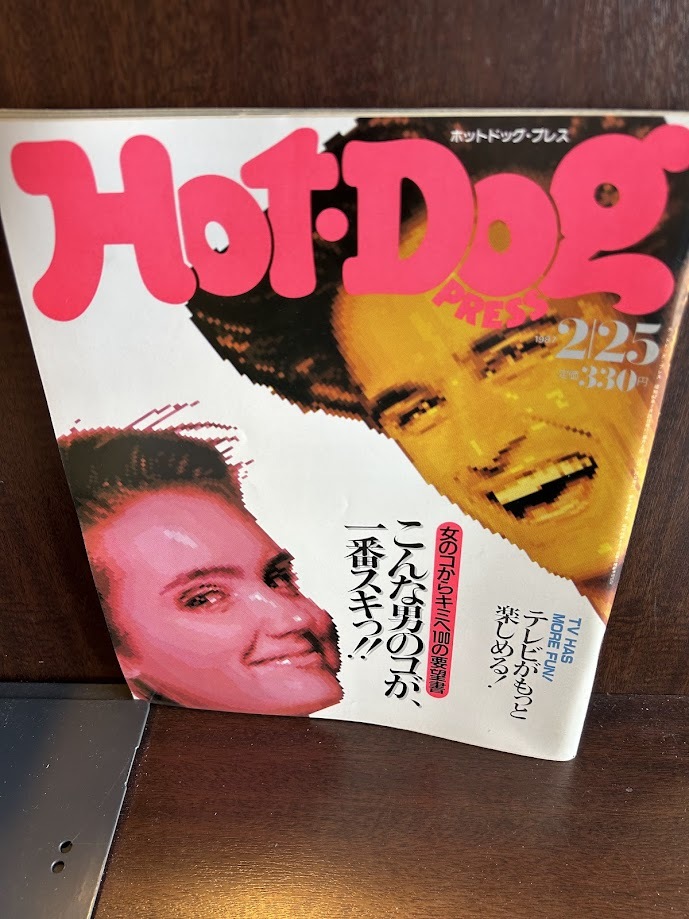 ホットドッグ・プレス
Hot·Dog
PRESS
2/25
330円
女のコからキミへ100の要望書
こんな男のコが、
一番スキっ!!
TV HAS
MORE FUN!
テレビがもっと
楽しめる!